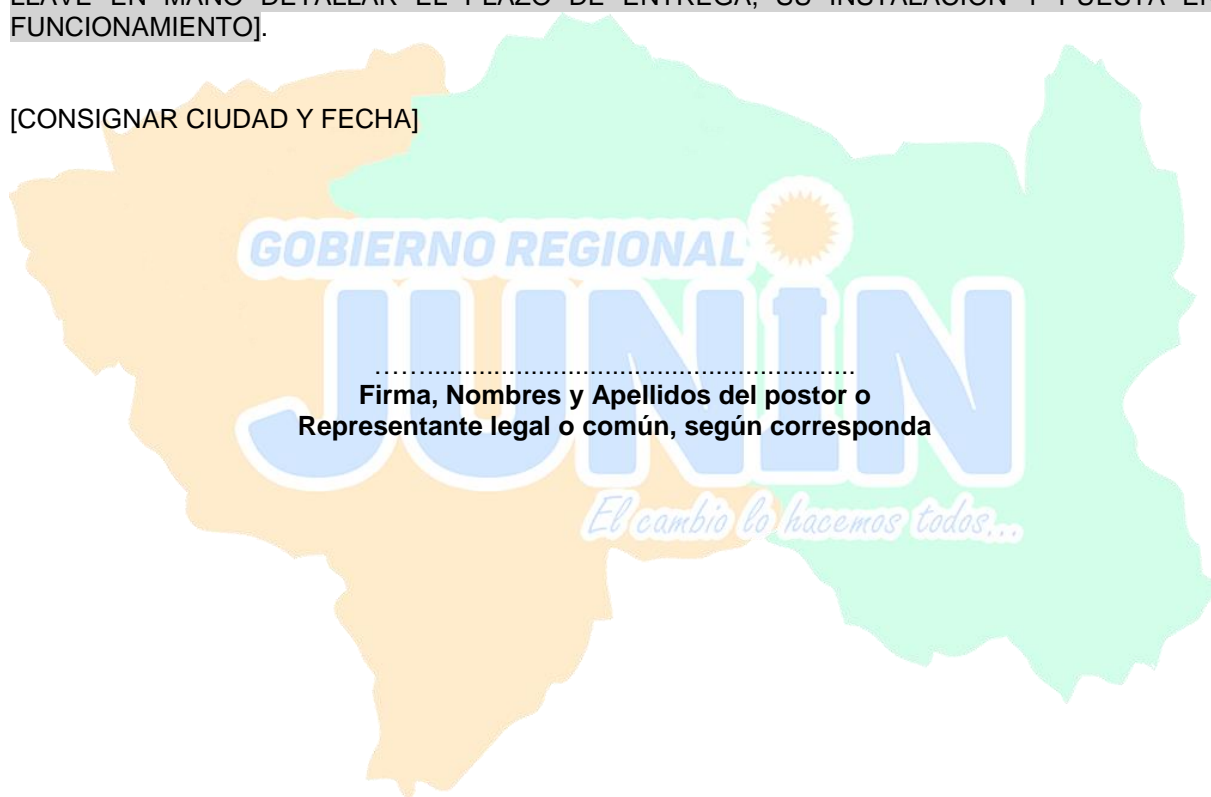 LLAVE EN MANO DETALLAR EL PLAZO DE ENTREGA, SU INSTALACIÓN Y PUESTA EN
FUNCIONAMIENTO].
[CONSIGNAR CIUDAD Y FECHA]
GOBIERNO REGIONAL
JUNIN
…….............................................................
Firma, Nombres y Apellidos del postor o
Representante legal o común, según corresponda
El cambio lo hacemos todos...